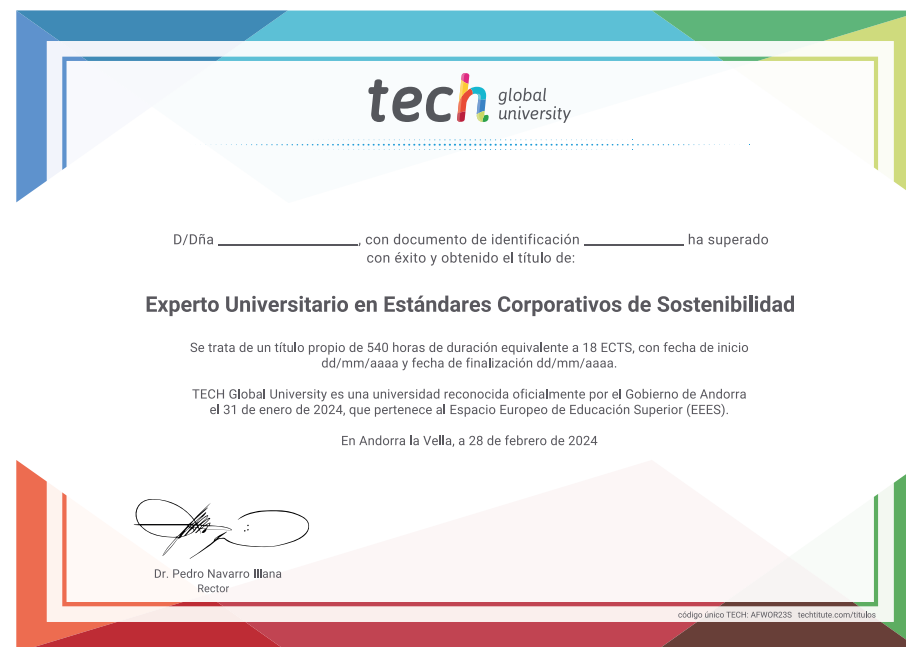 tech global university
D/Dña ______________, con documento de identificación __________ ha superado
con éxito y obtenido el título de:
Experto Universitario en Estándares Corporativos de Sostenibilidad
Se trata de un título propio de 540 horas de duración equivalente a 18 ECTS, con fecha de inicio
dd/mm/aaaa y fecha de finalización dd/mm/aaaa.
TECH Global University es una universidad reconocida oficialmente por el Gobierno de Andorra
el 31 de enero de 2024, que pertenece al Espacio Europeo de Educación Superior (EEES).
En Andorra la Vella, a 28 de febrero de 2024
Dr. Pedro Navarro Illana
Rector
código único TECH: AFWOR23S techtitute.com/titulos